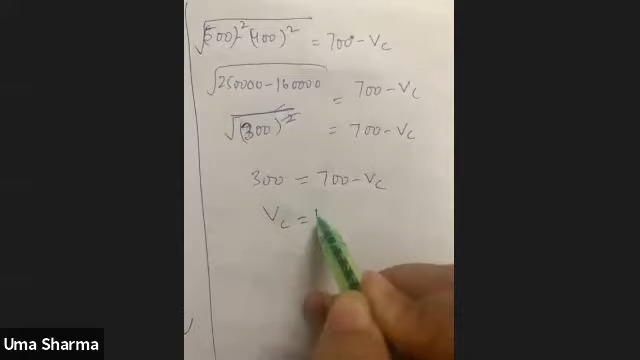 √(500)² (400)² = 700 - Vc
√250000 - 160000 = 700 - Vc
√(300)² = 700 - Vc
300 = 700 - Vc
Vc =
Uma Sharma